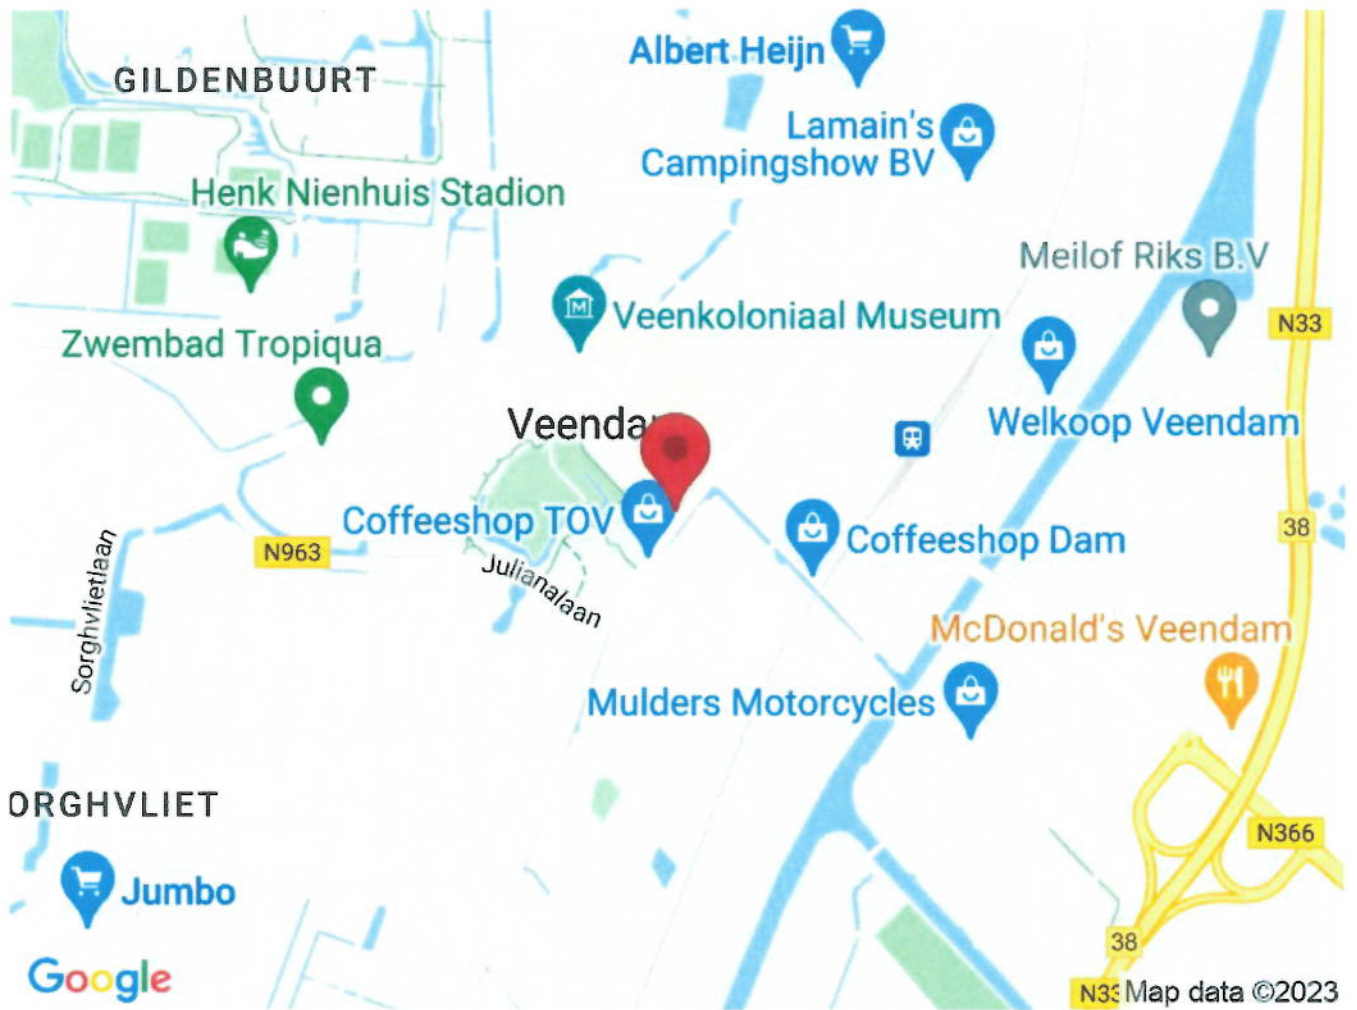 Albert Heijn
GILDENBUURT
Lamain's
Campingshow BV
Henk Nienhuis Stadion
Meilof Riks B.V
Veenkoloniaal Museum
N33
Zwembad Tropiqua
Veenda
Welkoop Veendam
Coffeeshop TOV
38
Coffeeshop Dam
N963
Julianalaan
Sorghvlietlaan
McDonald's Veendam
Mulders Motorcycles
ORGHVLIET
N366
Jumbo
38
Google
N33
Map data ©2023